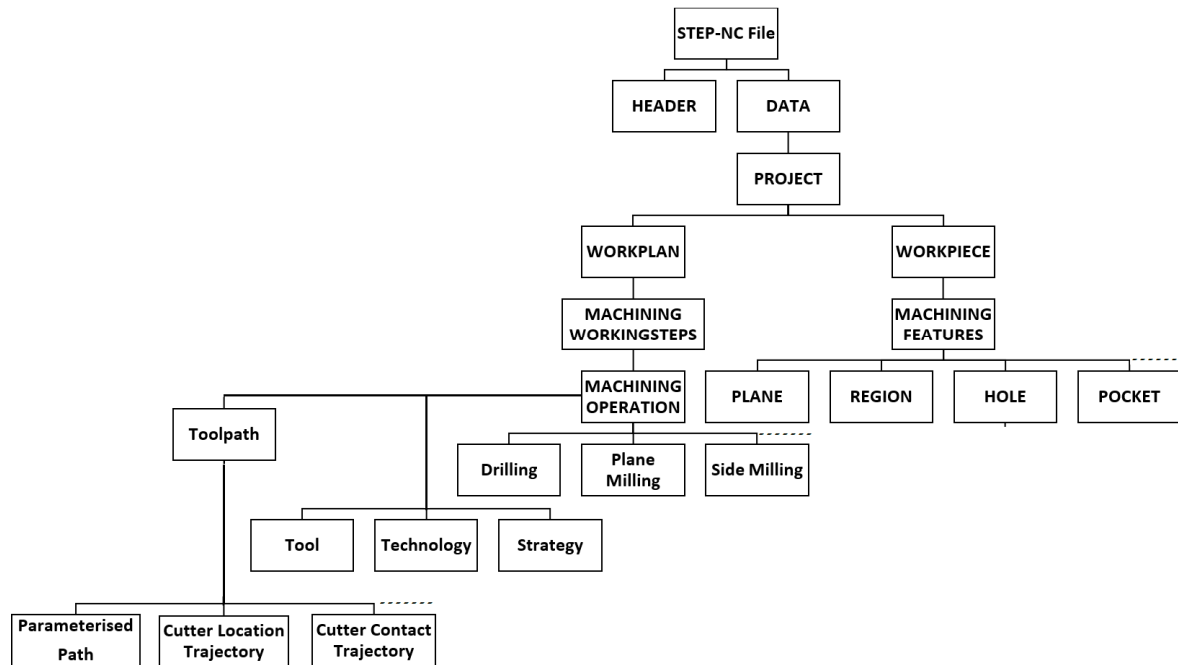 STEP-NC File
HEADER
DATA
PROJECT
WORKPLAN
WORKPIECE
MACHINING
WORKINGSTEPS
MACHINING
FEATURES
MACHINING
OPERATION
PLANE
REGION
HOLE
POCKET
Toolpath
Drilling
Plane
Milling
Side Milling
Tool
Technology
Strategy
Parameterised
Path
Cutter Location
Trajectory
Cutter Contact
Trajectory